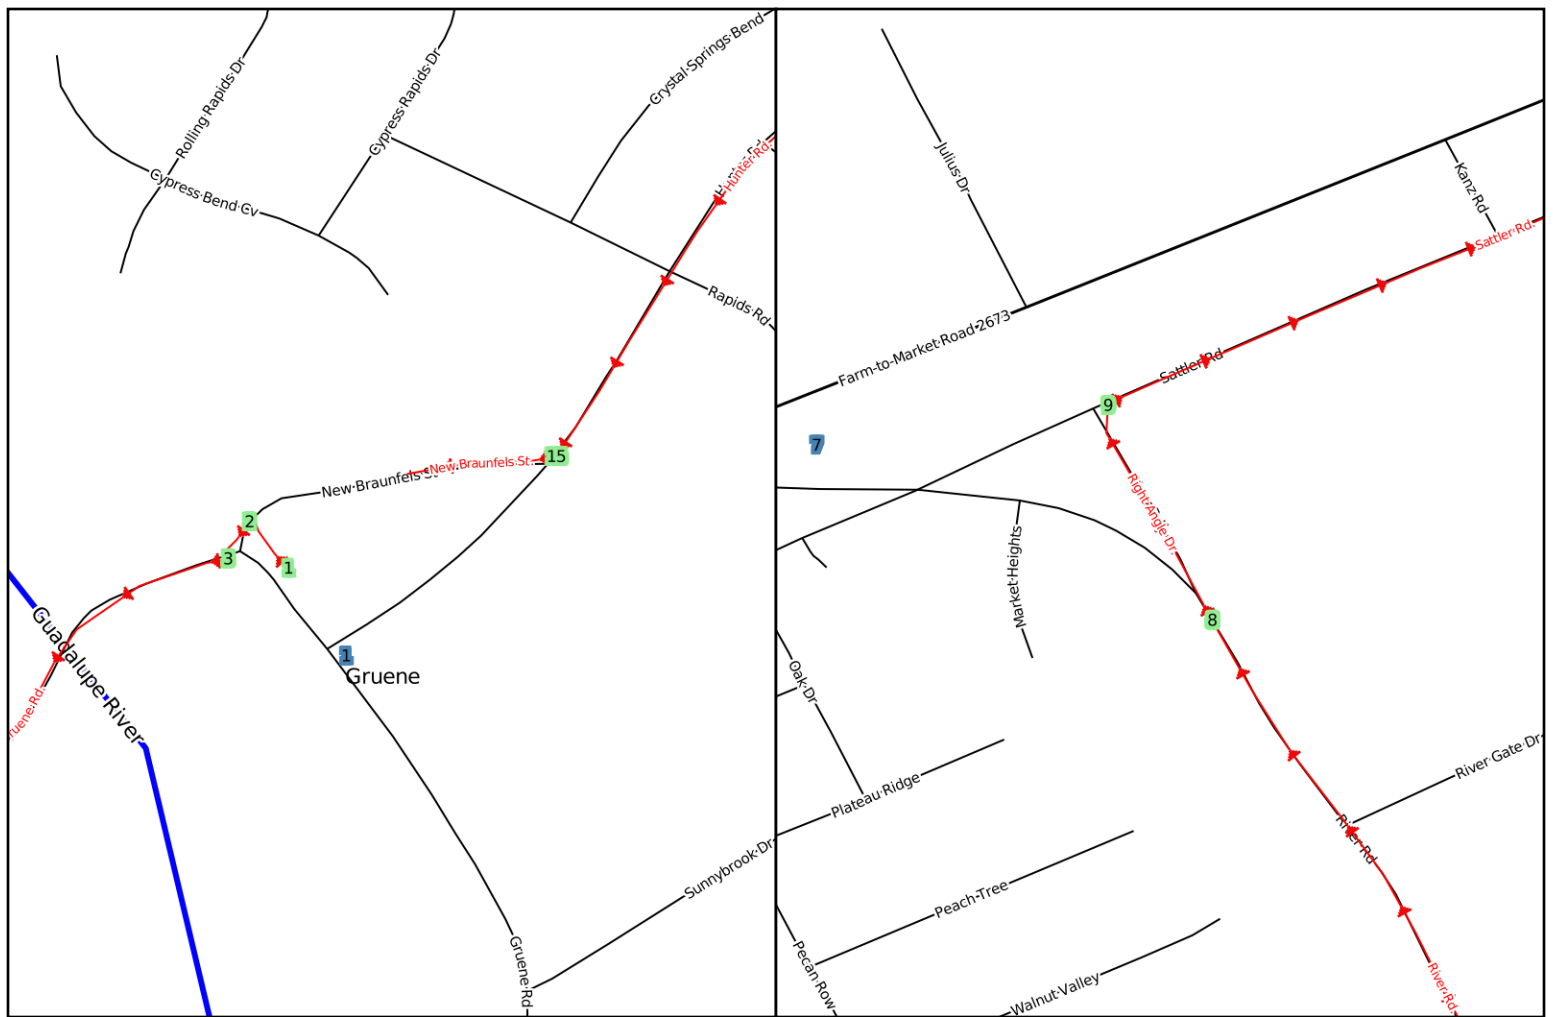 Rolling Rapids Dr
Cypress Rapids Dr
Crystal Springs Bend
Cypress Bend Cv
Hunter Rd.
Rapids Rd
New Braunfels St.
New Braunfels St
15
2
3
1
1
Gruene
Guadalupe River
Gruene Rd
Sunnybrook Dr
Julius Dr
Kanz Rd
Sattler Rd.
Farm-to-Market Road 2673
Sattler Rd
9
7
Right Angle Dr.
Market Heights
8
Oak Dr
Plateau Ridge
River Gate Dr
River Rd
Peach Tree
Pecan Row
Walnut Valley
River Rd.